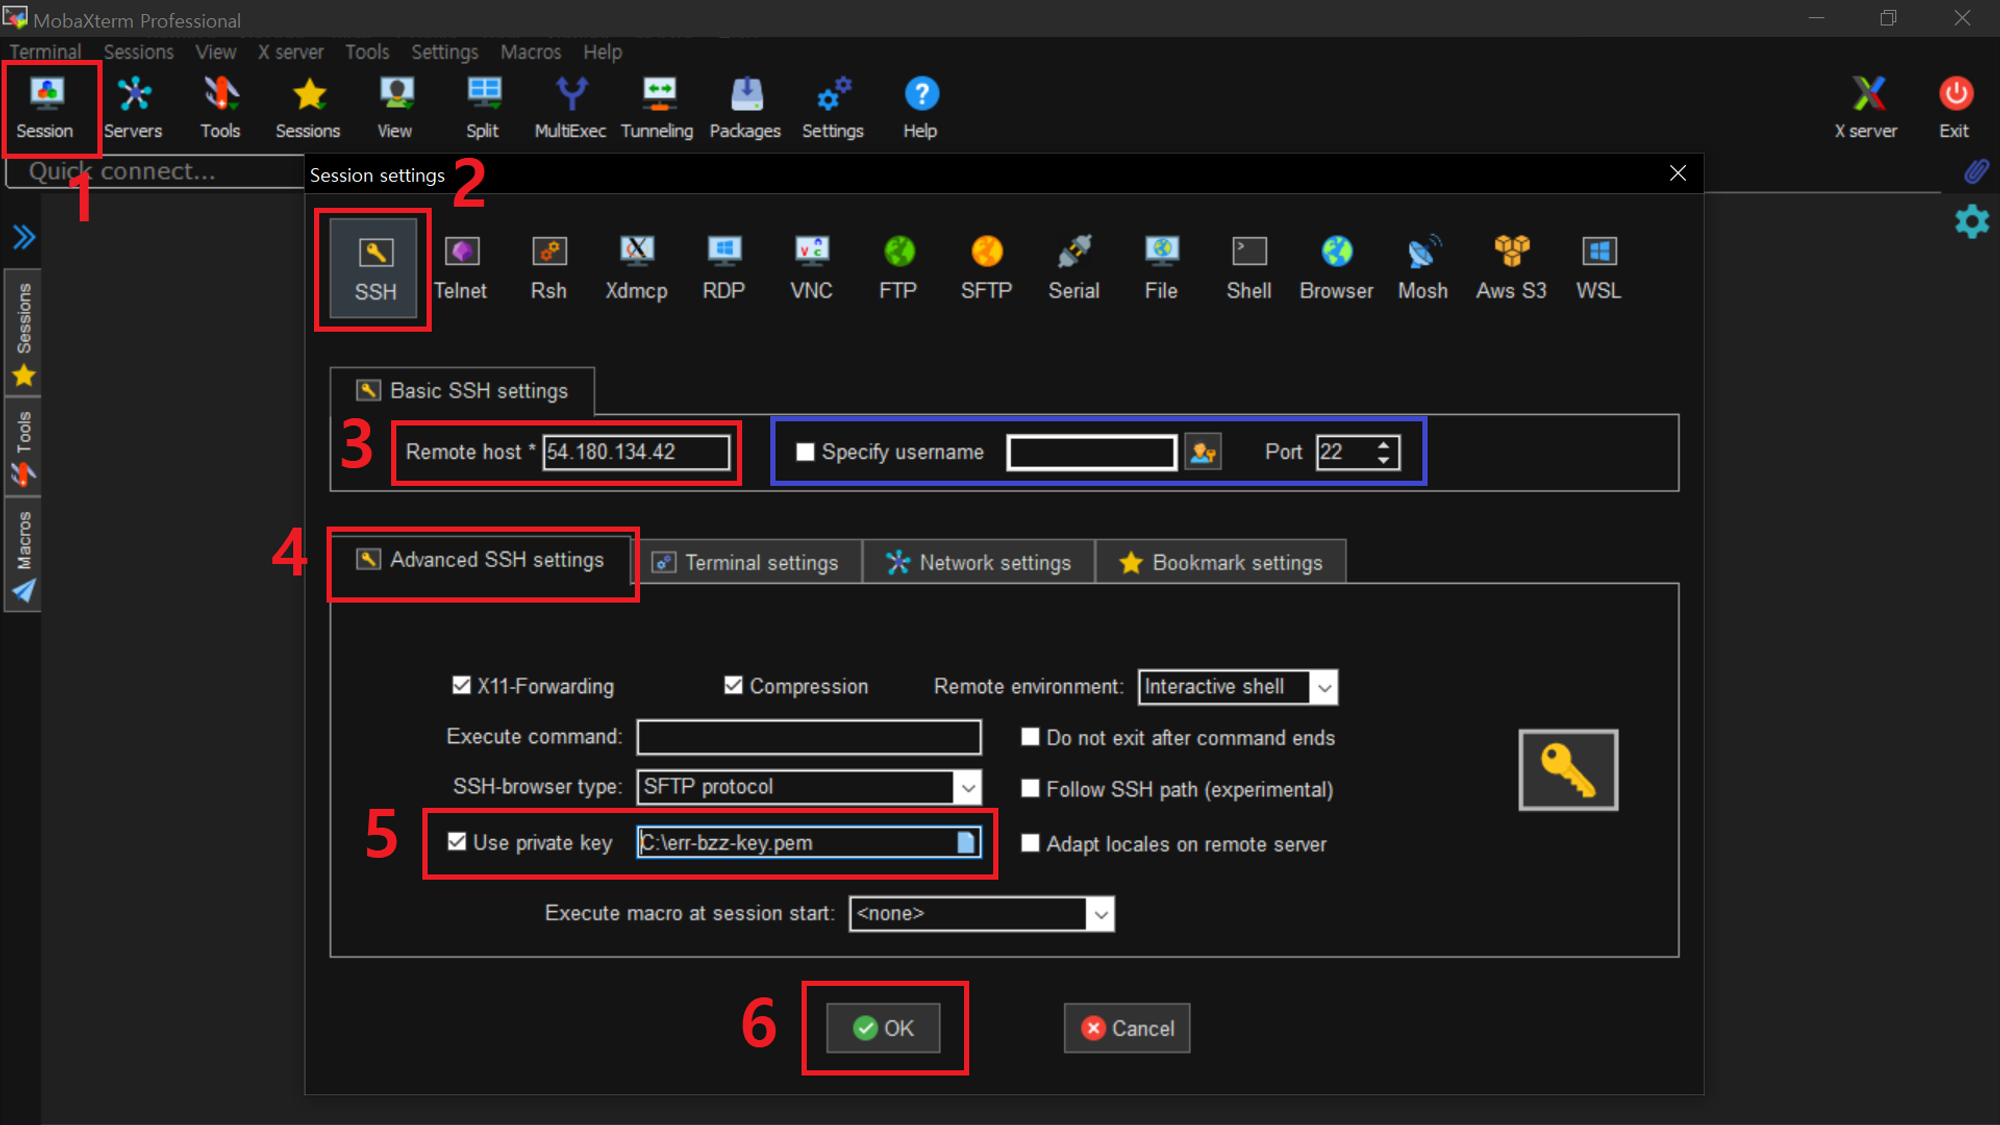 MobaXterm Professional
Terminal Sessions View X server Tools Settings Macros Help
Session Servers Tools Sessions View Split MultiExec Tunneling Packages Settings Help X server Exit
Quick connect...
1
Session settings
2
SSH Telnet Rsh Xdmcp RDP VNC FTP SFTP Serial File Shell Browser Mosh Aws S3 WSL
Sessions
Tools
Macros
Basic SSH settings
3
Remote host * 54.180.134.42 Specify username Port 22
4
Advanced SSH settings Terminal settings Network settings Bookmark settings
X11-Forwarding Compression Remote environment: Interactive shell
Execute command: Do not exit after command ends
SSH-browser type: SFTP protocol Follow SSH path (experimental)
5
Use private key C:\err-bzz-key.pem Adapt locales on remote server
Execute macro at session start: <none>
6
OK Cancel